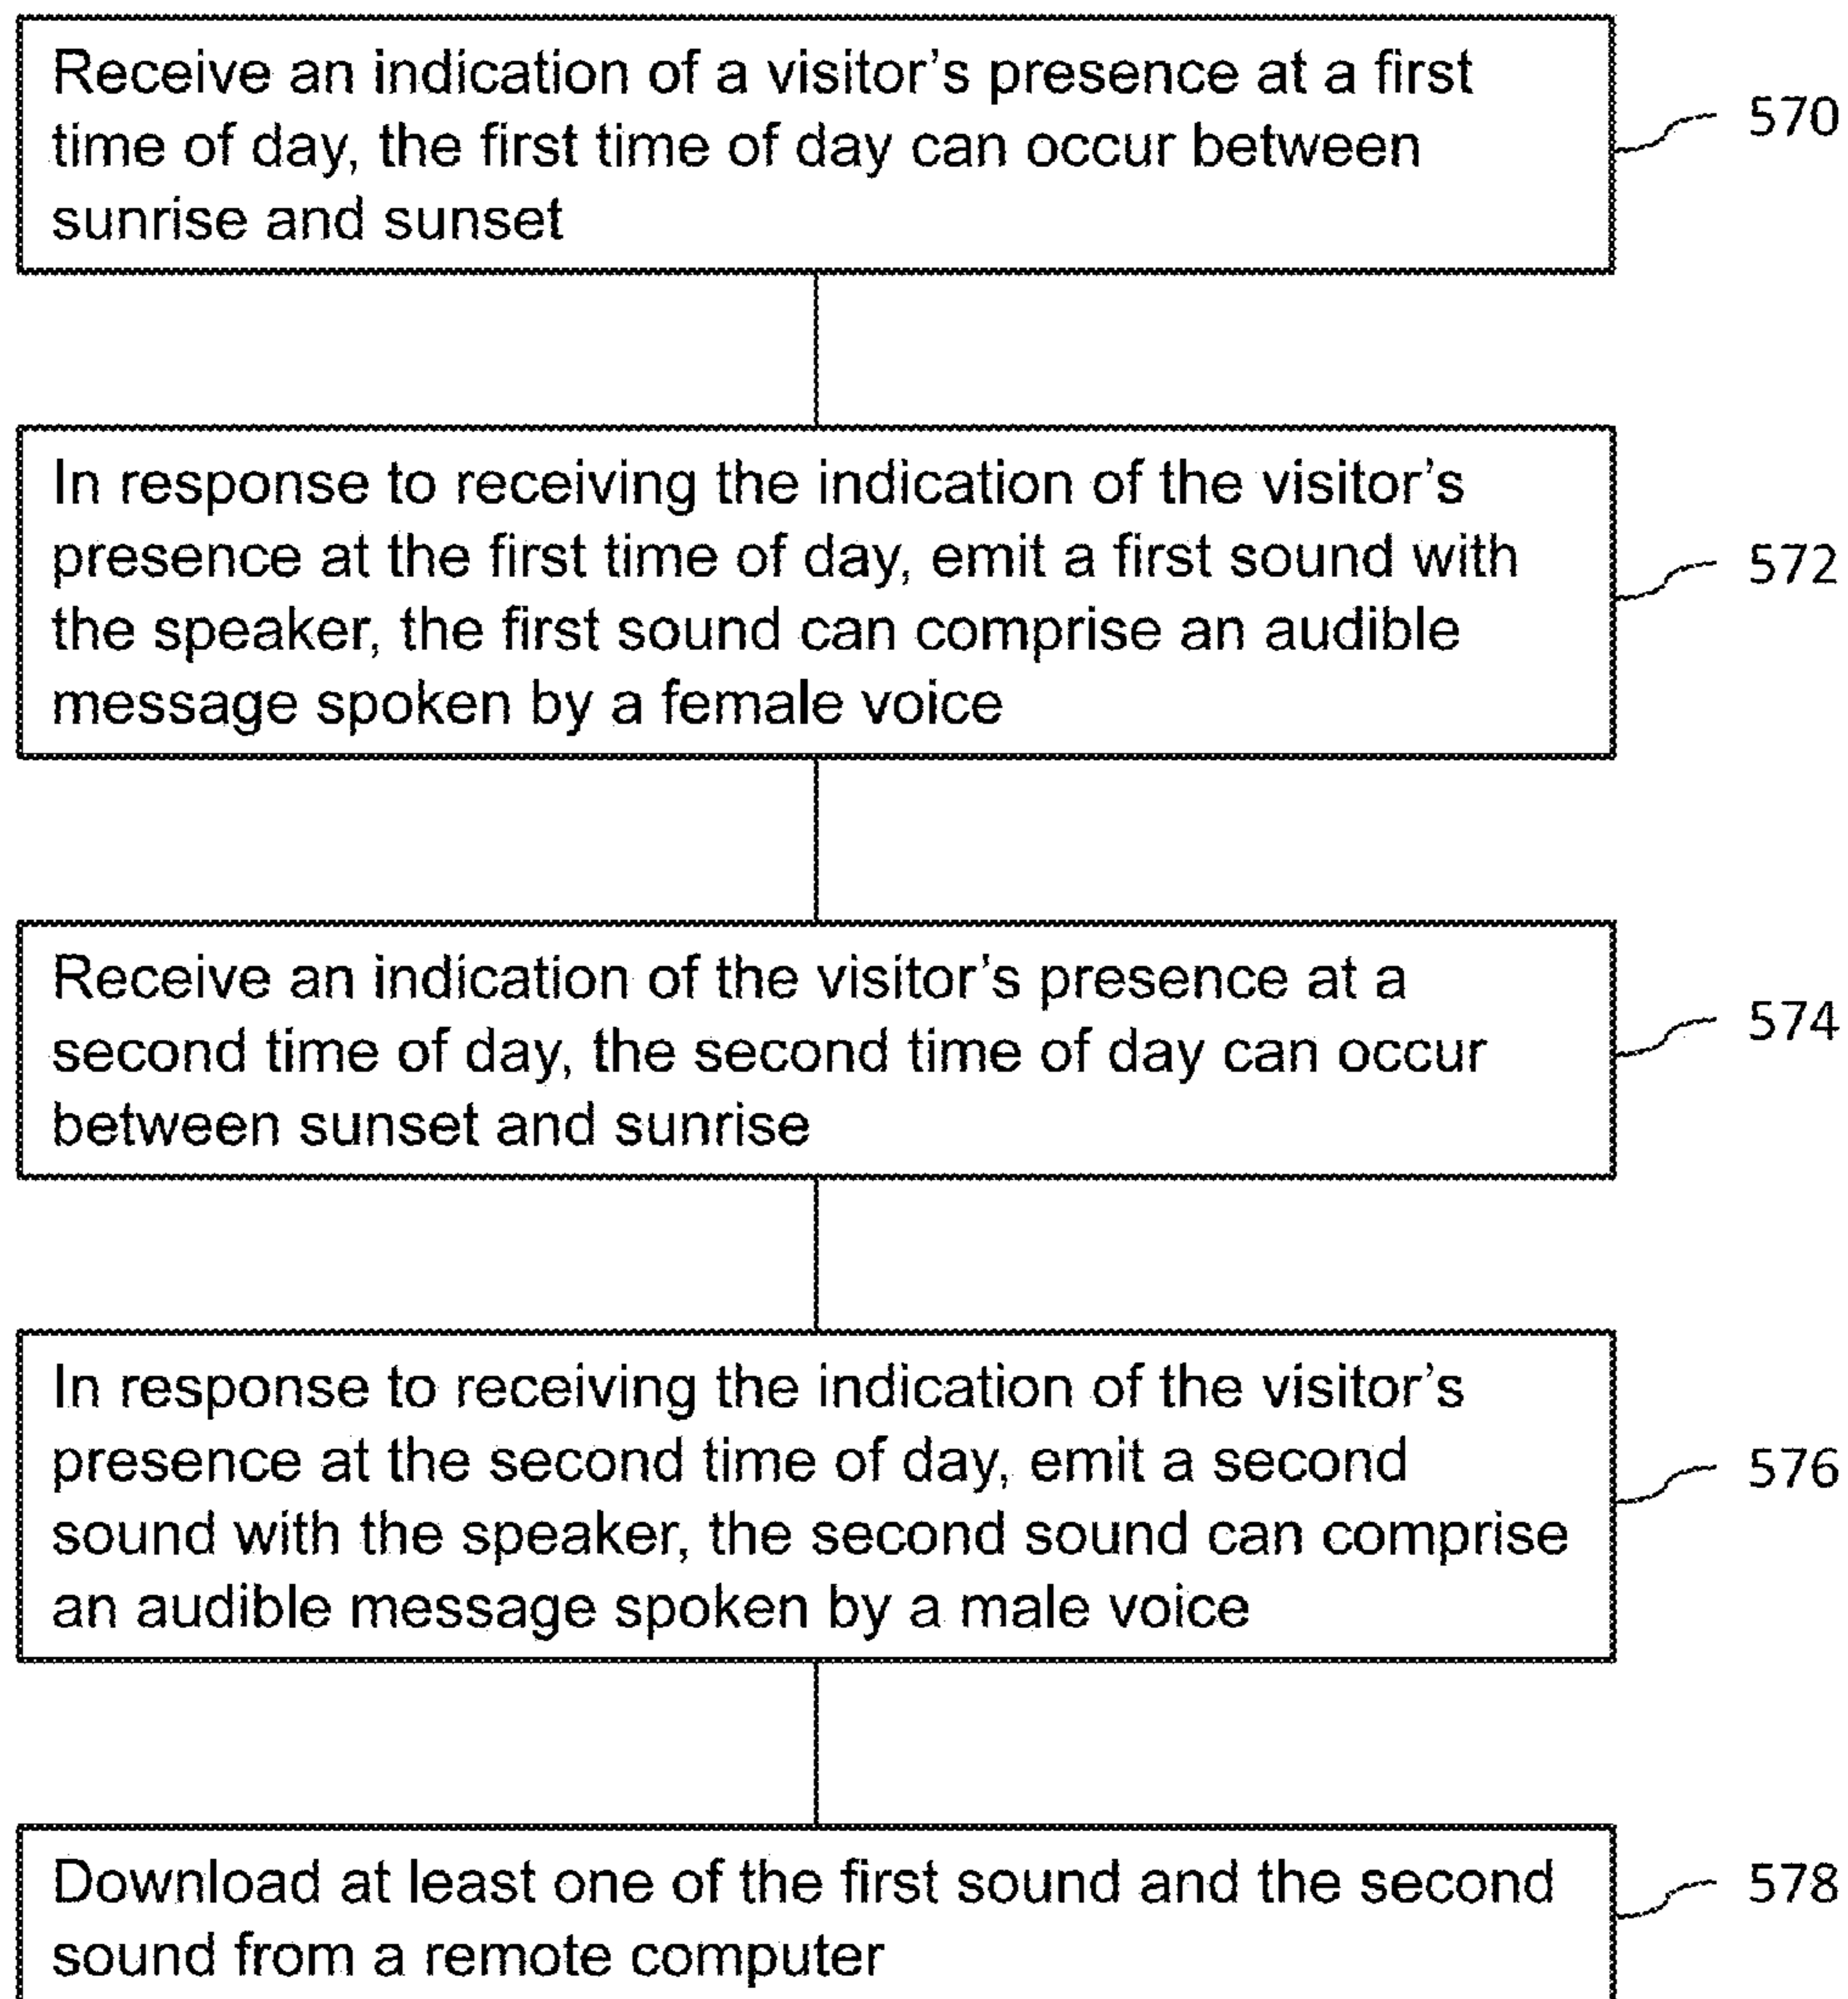 Receive an indication of a visitor's presence at a first
time of day, the first time of day can occur between
sunrise and sunset
570
In response to receiving the indication of the visitor's
presence at the first time of day, emit a first sound with
the speaker, the first sound can comprise an audible
message spoken by a female voice
572
Receive an indication of the visitor's presence at a
second time of day, the second time of day can occur
between sunset and sunrise
574
In response to receiving the indication of the visitor's
presence at the second time of day, emit a second
sound with the speaker, the second sound can comprise
an audible message spoken by a male voice
576
Download at least one of the first sound and the second
sound from a remote computer
578